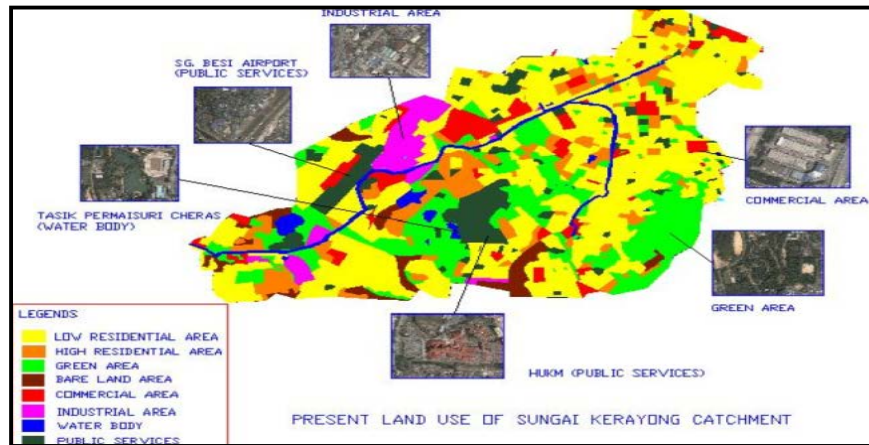 INDUSTRIAL AREA
SG. BESI AIRPORT
(PUBLIC SERVICES)
TASIK PERMAISURI CHERAS
(WATER BODY)
COMMERCIAL AREA
GREEN AREA
HUKM (PUBLIC SERVICES)
LEGENDS
LOW RESIDENTIAL AREA
HIGH RESIDENTIAL AREA
GREEN AREA
BARE LAND AREA
COMMERCIAL AREA
INDUSTRIAL AREA
WATER BODY
PUBLIC SERVICES
PRESENT LAND USE OF SUNGAI KERAYONG CATCHMENT